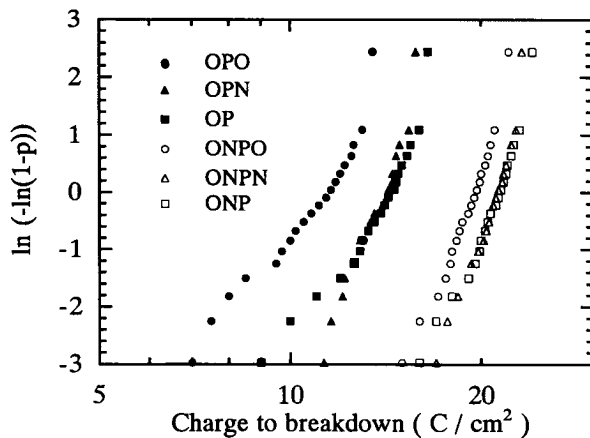 3
2
1
0
-1
-2
-3
5
10
20
ln (-ln(1-p))
Charge to breakdown ( C / cm²)
OPO
OPN
OP
ONPO
ONPN
ONP